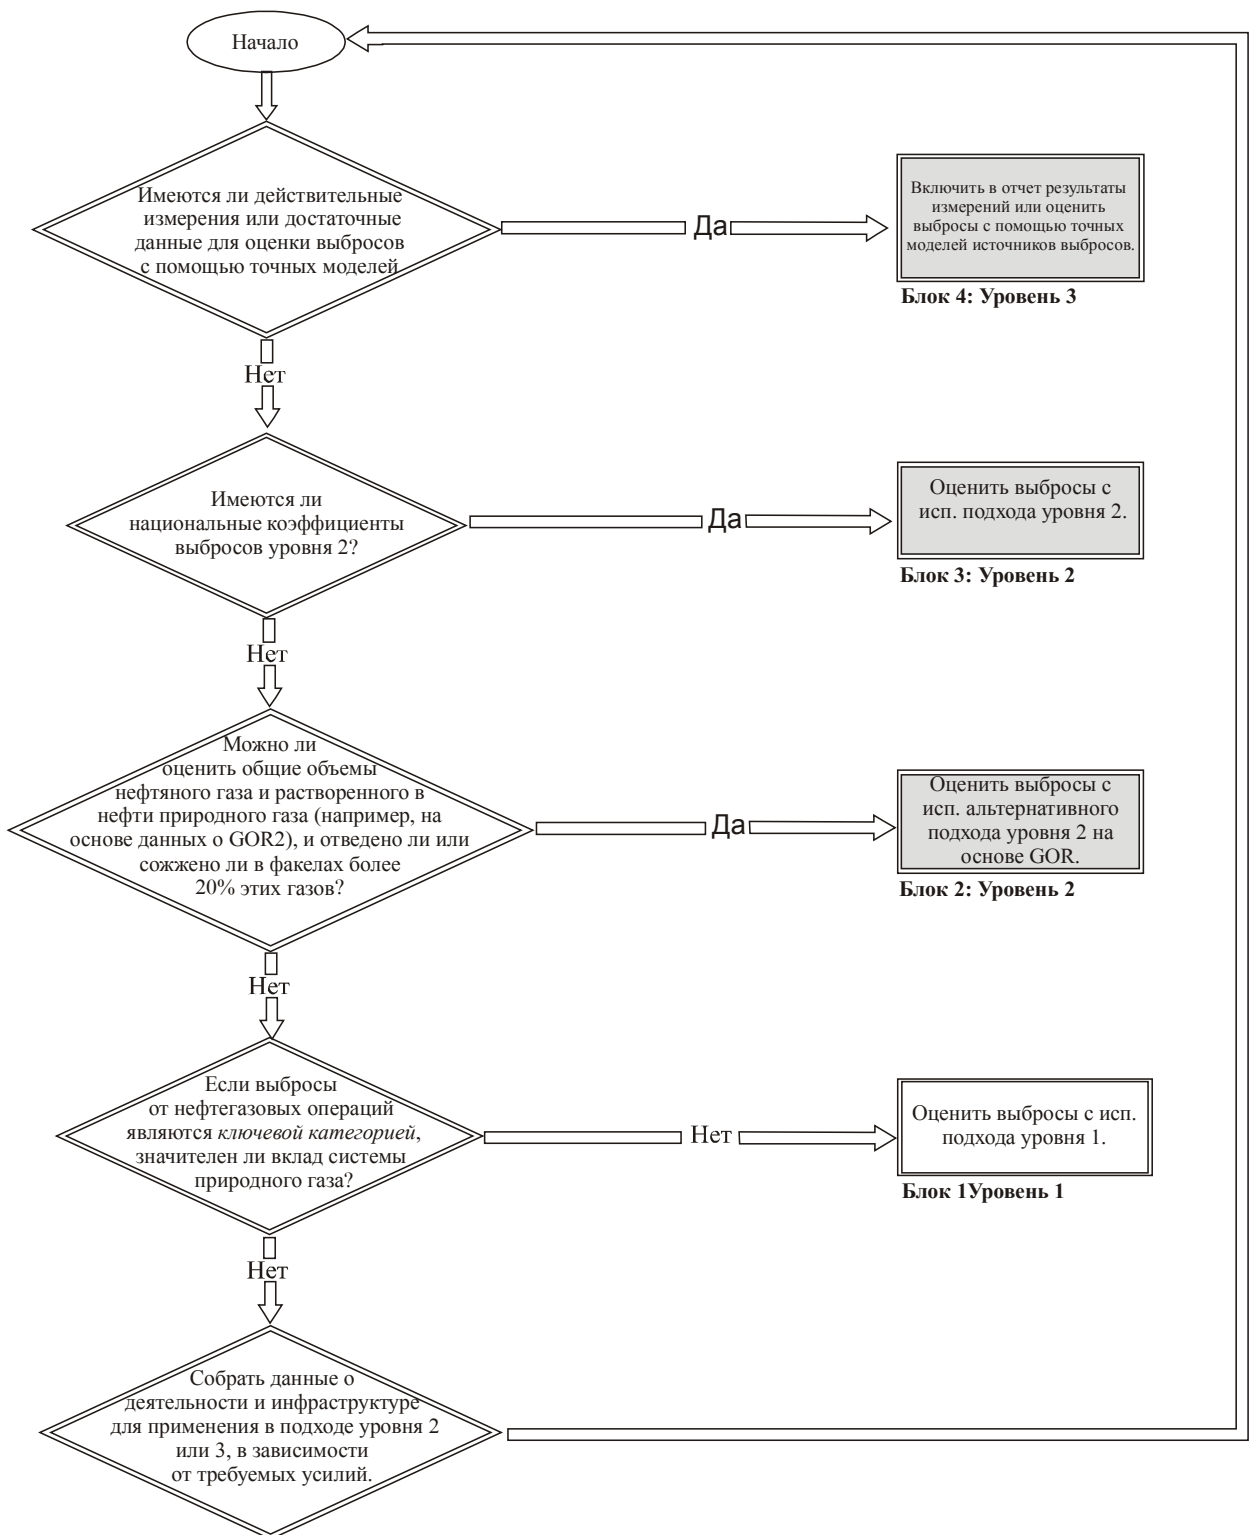 Начало
Имеются ли действительные
измерения или достаточные
данные для оценки выбросов
с помощью точных моделей
Да
Включить в отчет результаты
измерений или оценить
выбросы с помощью точных
моделей источников выбросов.
Блок 4: Уровень 3
Нет
Имеются ли
национальные коэффициенты
выбросов уровня 2?
Да
Оценить выбросы с
исп. подхода уровня 2.
Блок 3: Уровень 2
Нет
Можно ли
оценить общие объемы
нефтяного газа и растворенного в
нефти природного газа (например, на
основе данных о GOR2), и отведено ли или
сожжено ли в факелах более
20% этих газов?
Да
Оценить выбросы с
исп. альтернативного
подхода уровня 2 на
основе GOR.
Блок 2: Уровень 2
Нет
Если выбросы
от нефтегазовых операций
являются ключевой категорией,
значителен ли вклад системы
природного газа?
Нет
Оценить выбросы с исп.
подхода уровня 1.
Блок 1Уровень 1
Нет
Собрать данные о
деятельности и инфраструктуре
для применения в подходе уровня 2
или 3, в зависимости
от требуемых усилий.